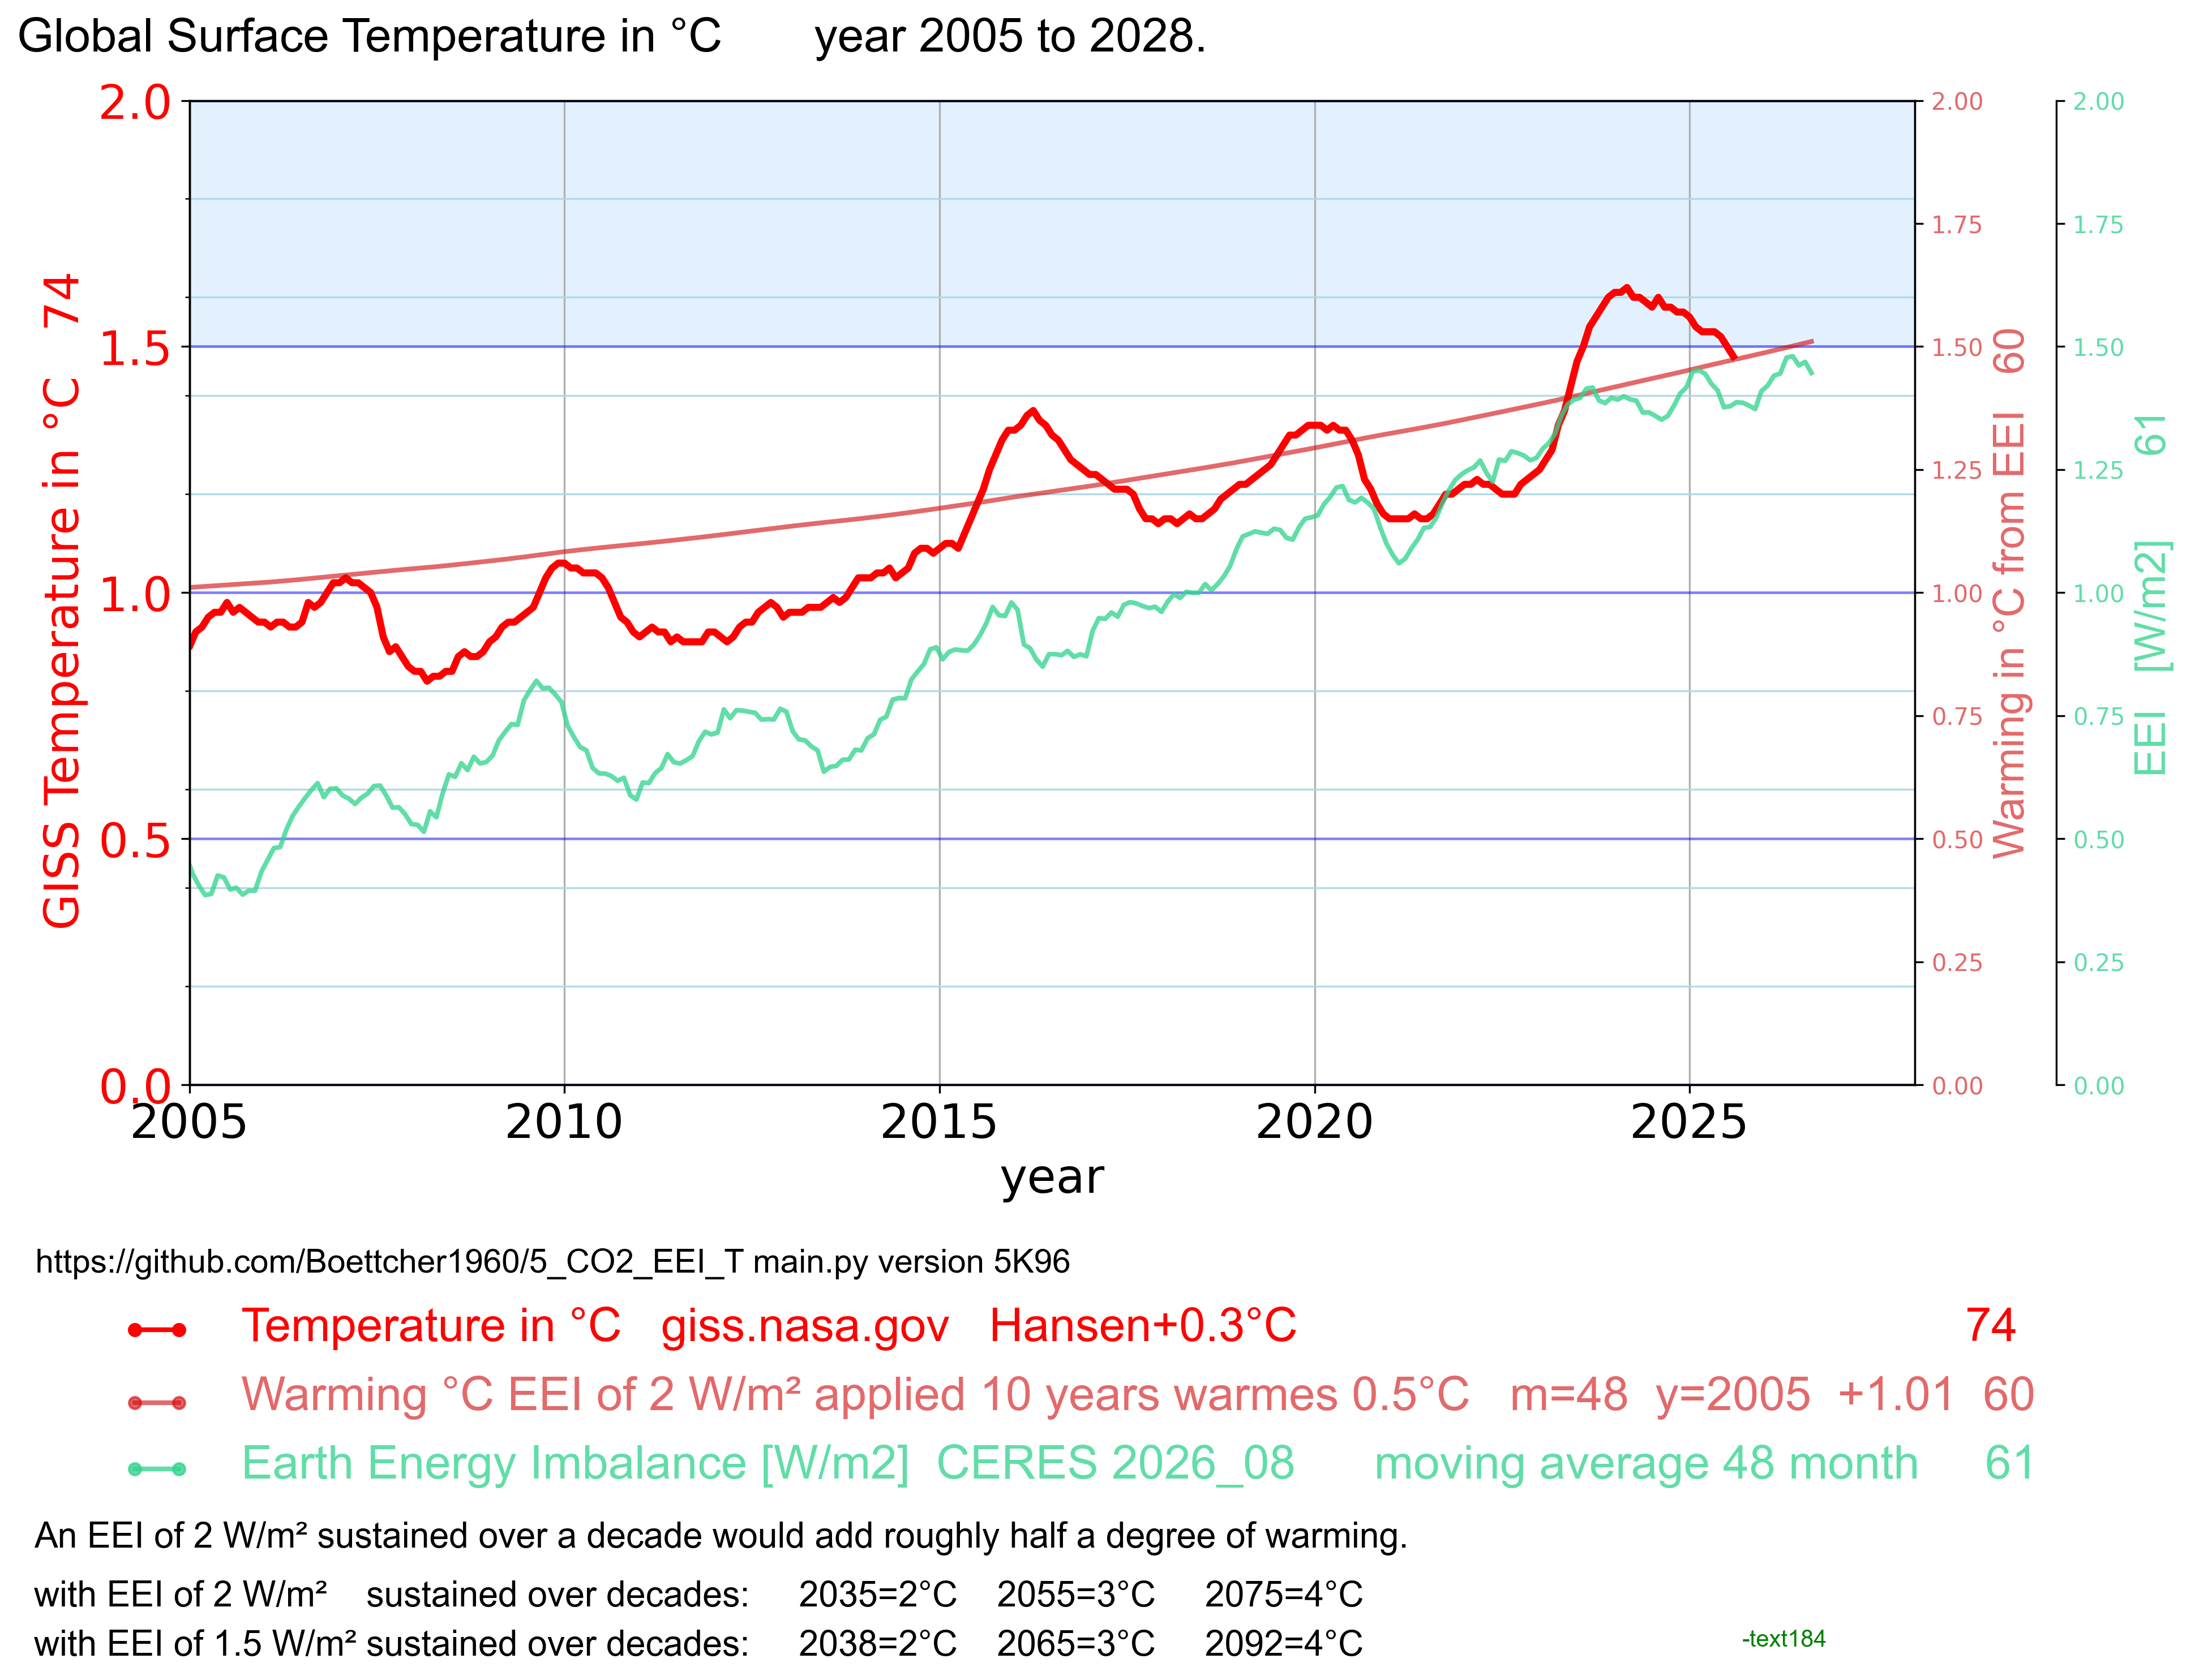 Global Surface Temperature in °C year 2005 to 2028.
2.0
1.5
1.0
0.5
0.0
GISS Temperature in °C 74
2.00
1.75
1.50
1.25
1.00
0.75
0.50
0.25
0.00
Warming in °C from EEI 60
2.00
1.75
1.50
1.25
1.00
0.75
0.50
0.25
0.00
EEI [W/m2] 61
2005 2010 2015 2020 2025
year
https://github.com/Boettcher1960/5_CO2_EEI_T main.py version 5K96
Temperature in °C giss.nasa.gov Hansen+0.3°C 74
Warming °C EEI of 2 W/m² applied 10 years warmes 0.5°C m=48 y=2005 +1.01 60
Earth Energy Imbalance [W/m2] CERES 2026_08 moving average 48 month 61
An EEI of 2 W/m² sustained over a decade would add roughly half a degree of warming.
with EEI of 2 W/m² sustained over decades: 2035=2°C 2055=3°C 2075=4°C
with EEI of 1.5 W/m² sustained over decades: 2038=2°C 2065=3°C 2092=4°C
-text184